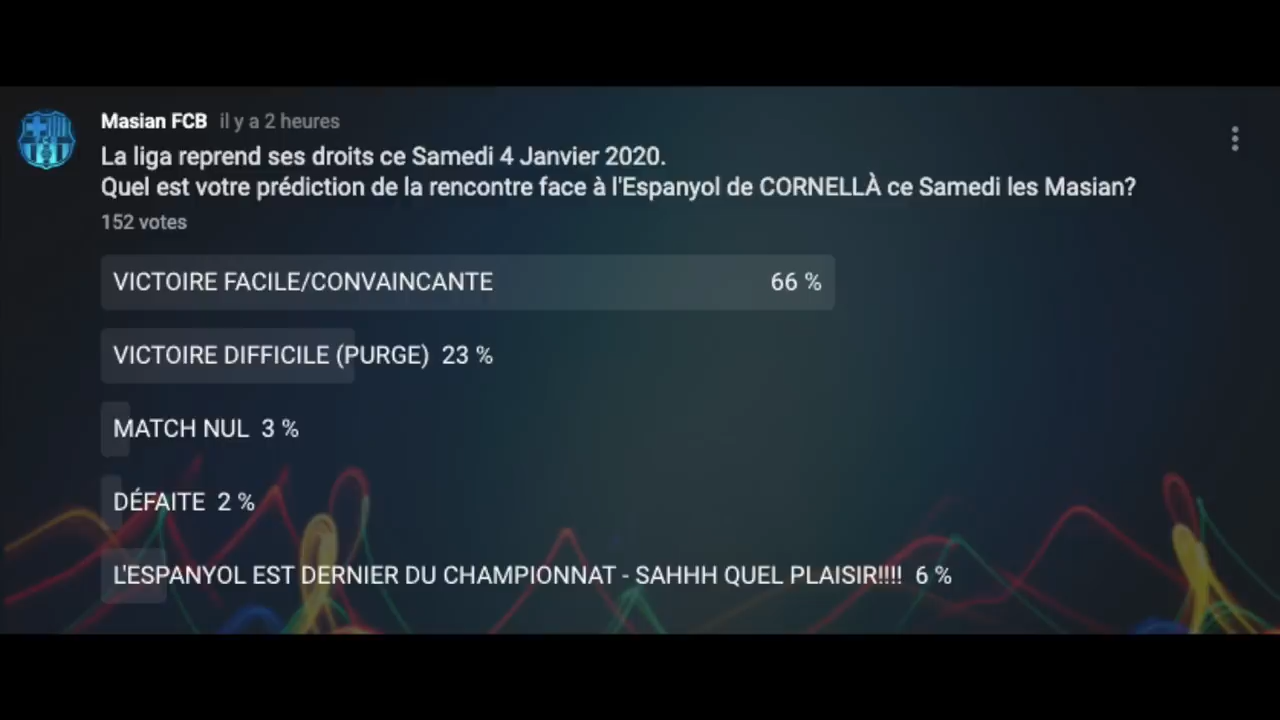 Masian FCB il y a 2 heures
La liga reprend ses droits ce Samedi 4 Janvier 2020.
Quel est votre prédiction de la rencontre face à l'Espanyol de CORNELLÀ ce Samedi les Masian?
152 votes
VICTOIRE FACILE/CONVAINCANTE 66 %
VICTOIRE DIFFICILE (PURGE) 23 %
MATCH NUL 3 %
DÉFAITE 2 %
L'ESPANYOL EST DERNIER DU CHAMPIONNAT - SAHHH QUEL PLAISIR!!!! 6 %